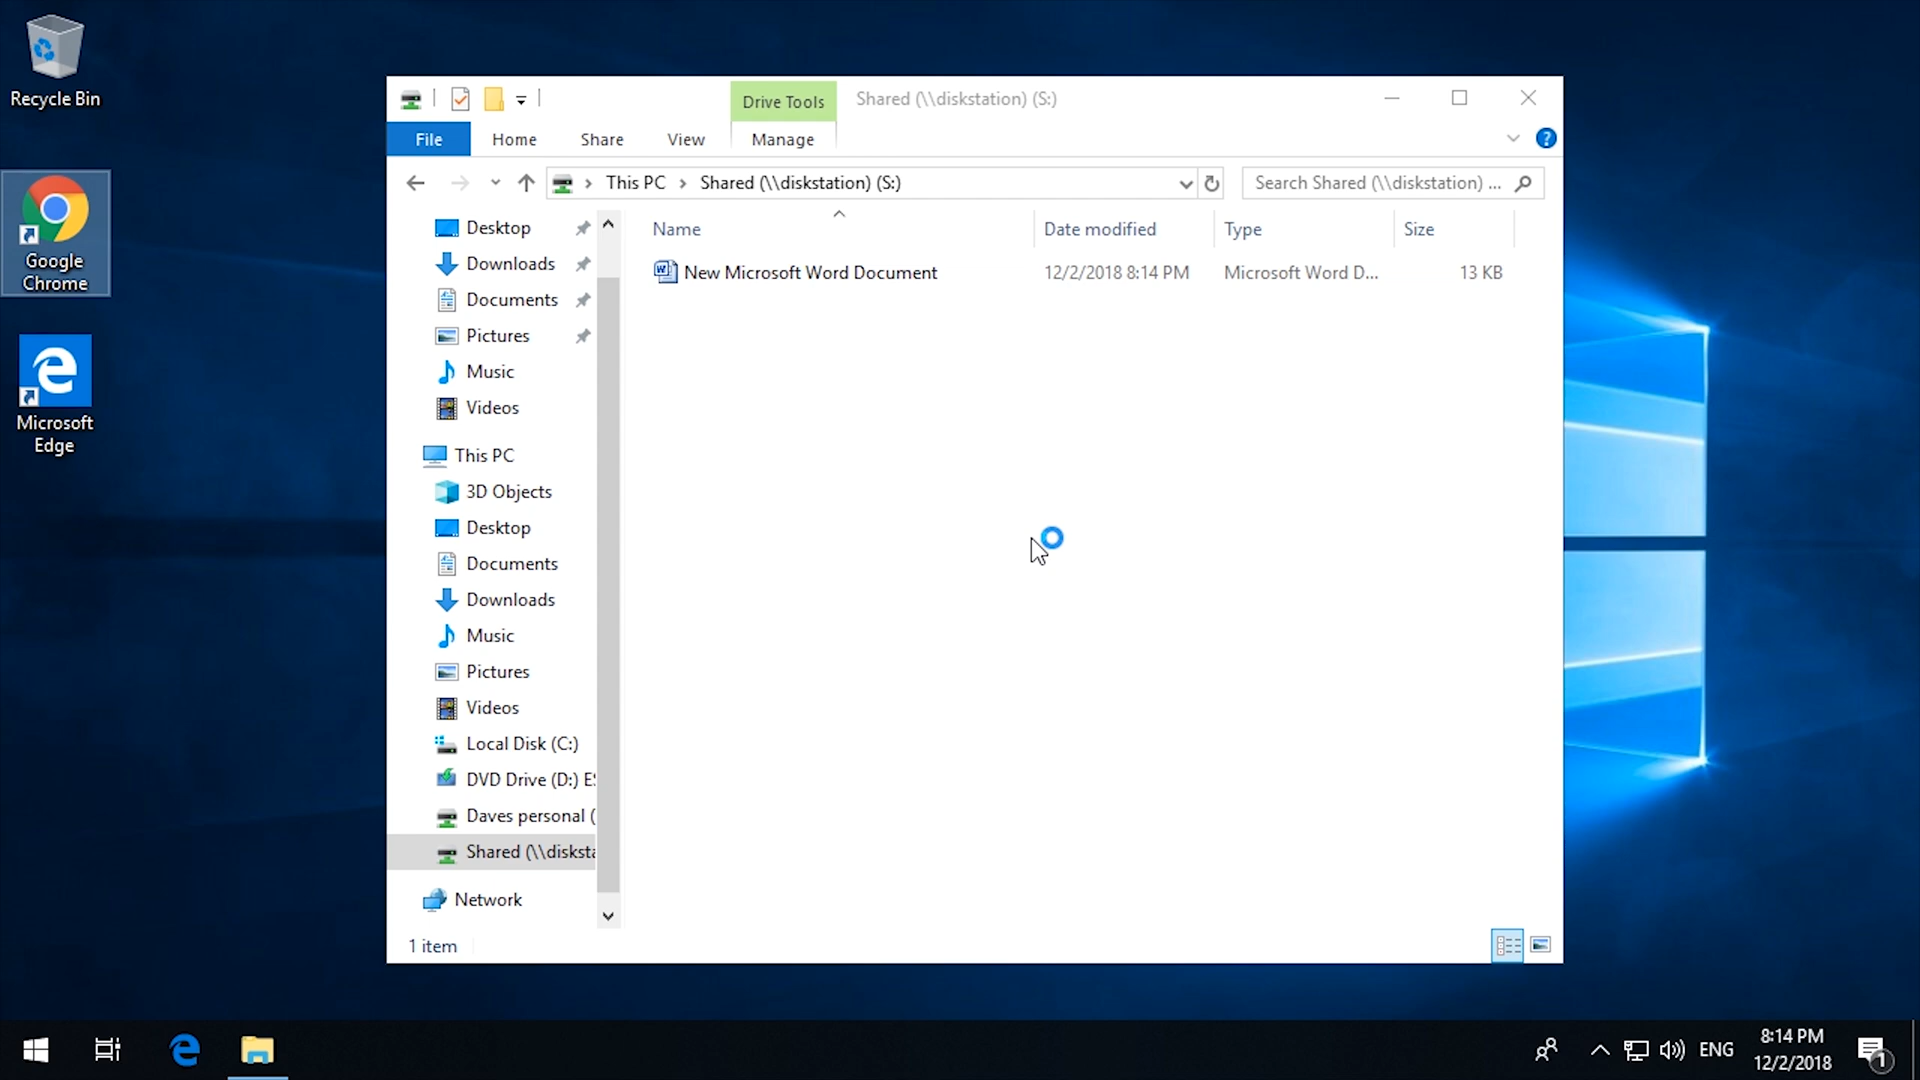 Recycle Bin
Google
Chrome
Microsoft
Edge
Drive Tools
Shared (\\diskstation) (S:)
File
Home
Share
View
Manage
?
This PC
Shared (\\diskstation) (S:)
Search Shared (\\diskstation) ...
Name
Date modified
Type
Size
New Microsoft Word Document
12/2/2018 8:14 PM
Microsoft Word D...
13 KB
Desktop
Downloads
Documents
Pictures
Music
Videos
This PC
3D Objects
Desktop
Documents
Downloads
Music
Pictures
Videos
Local Disk (C:)
DVD Drive (D:) ES
Daves personal (
Shared (\\disksta
Network
1 item
ENG
8:14 PM
12/2/2018
1